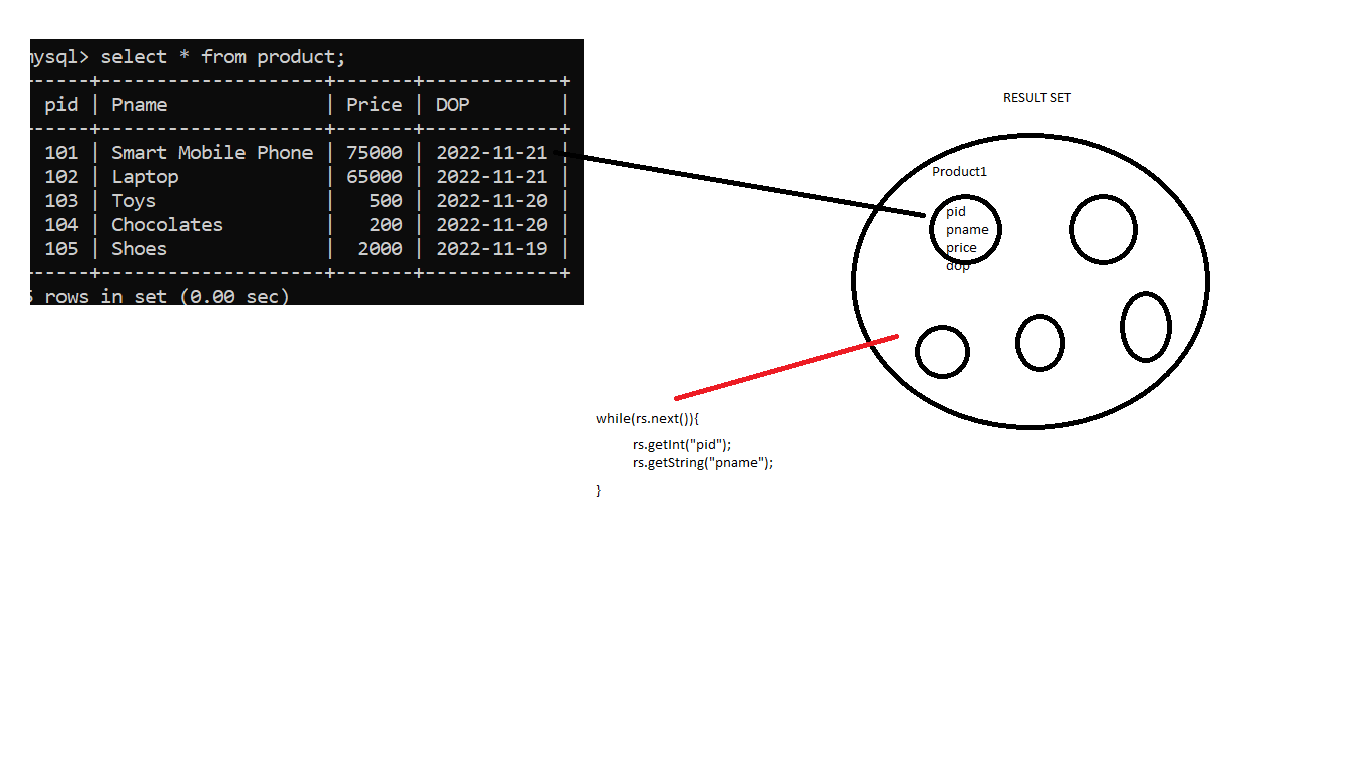 mysql> select * from product;
------+--------------------+-------+------------+
pid | Pname | Price | DOP |
------+--------------------+-------+------------+
101 | Smart Mobile Phone | 75000 | 2022-11-21 |
102 | Laptop | 65000 | 2022-11-21 |
103 | Toys | 500 | 2022-11-20 |
104 | Chocolates | 200 | 2022-11-20 |
105 | Shoes | 2000 | 2022-11-19 |
------+--------------------+-------+------------+
5 rows in set (0.00 sec)
RESULT SET
Product1
pid
pname
price
dop
while(rs.next()){
rs.getInt("pid");
rs.getString("pname");
}